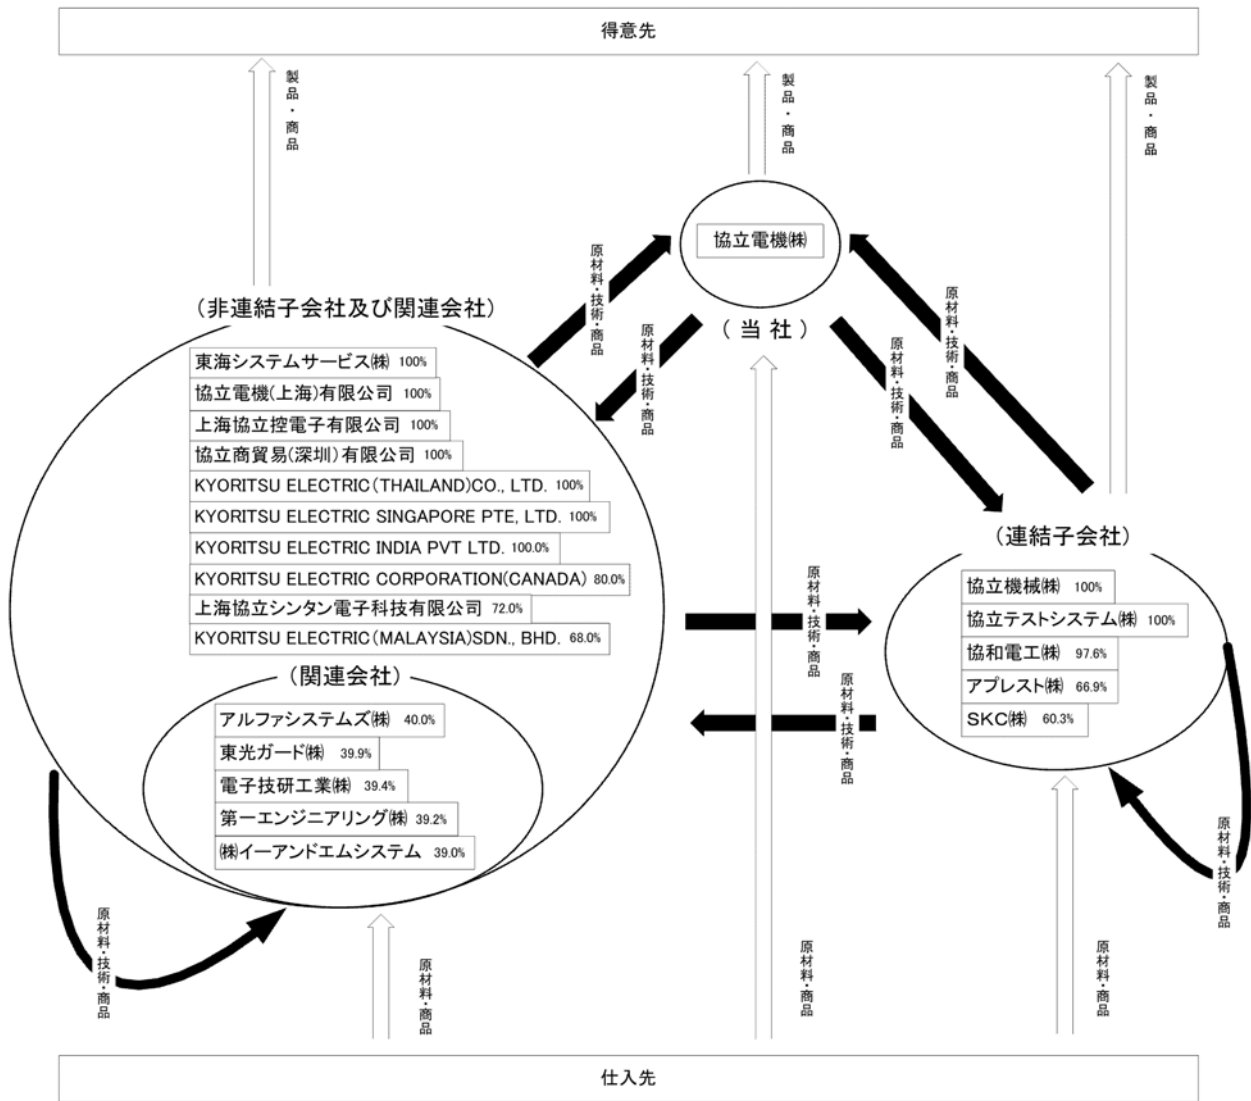 得意先
製品・商品
製品・商品
製品・商品
協立電機㈱
(当 社)
原材料・技術・商品
原材料・技術・商品
原材料・技術・商品
原材料・技術・商品
(非連結子会社及び関連会社)
東海システムサービス㈱ 100%
協立電機(上海)有限公司 100%
上海協立控電子有限公司 100%
協立商貿易(深圳)有限公司 100%
KYORITSU ELECTRIC(THAILAND)CO., LTD. 100%
KYORITSU ELECTRIC SINGAPORE PTE, LTD. 100%
KYORITSU ELECTRIC INDIA PVT LTD. 100.0%
KYORITSU ELECTRIC CORPORATION(CANADA) 80.0%
上海協立シンタン電子科技有限公司 72.0%
KYORITSU ELECTRIC(MALAYSIA)SDN., BHD. 68.0%
(関連会社)
アルファシステムズ㈱ 40.0%
東光ガード㈱ 39.9%
電子技研工業㈱ 39.4%
第一エンジニアリング㈱ 39.2%
㈱イーアンドエムシステム 39.0%
原材料・技術・商品
原材料・技術・商品
(連結子会社)
協立機械㈱ 100%
協立テストシステム㈱ 100%
協和電工㈱ 97.6%
アプレスト㈱ 66.9%
SKC㈱ 60.3%
原材料・技術・商品
原材料・技術・商品
原材料・商品
原材料・商品
原材料・商品
仕入先